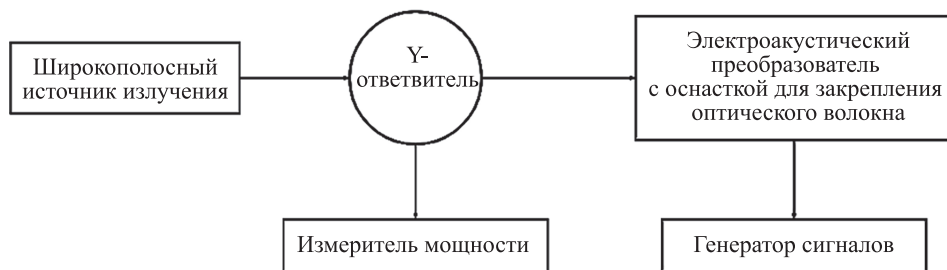 Широкополосный
источник излучения
Y-
ответвитель
Электроакустический
преобразователь
с оснасткой для закрепления
оптического волокна
Измеритель мощности
Генератор сигналов